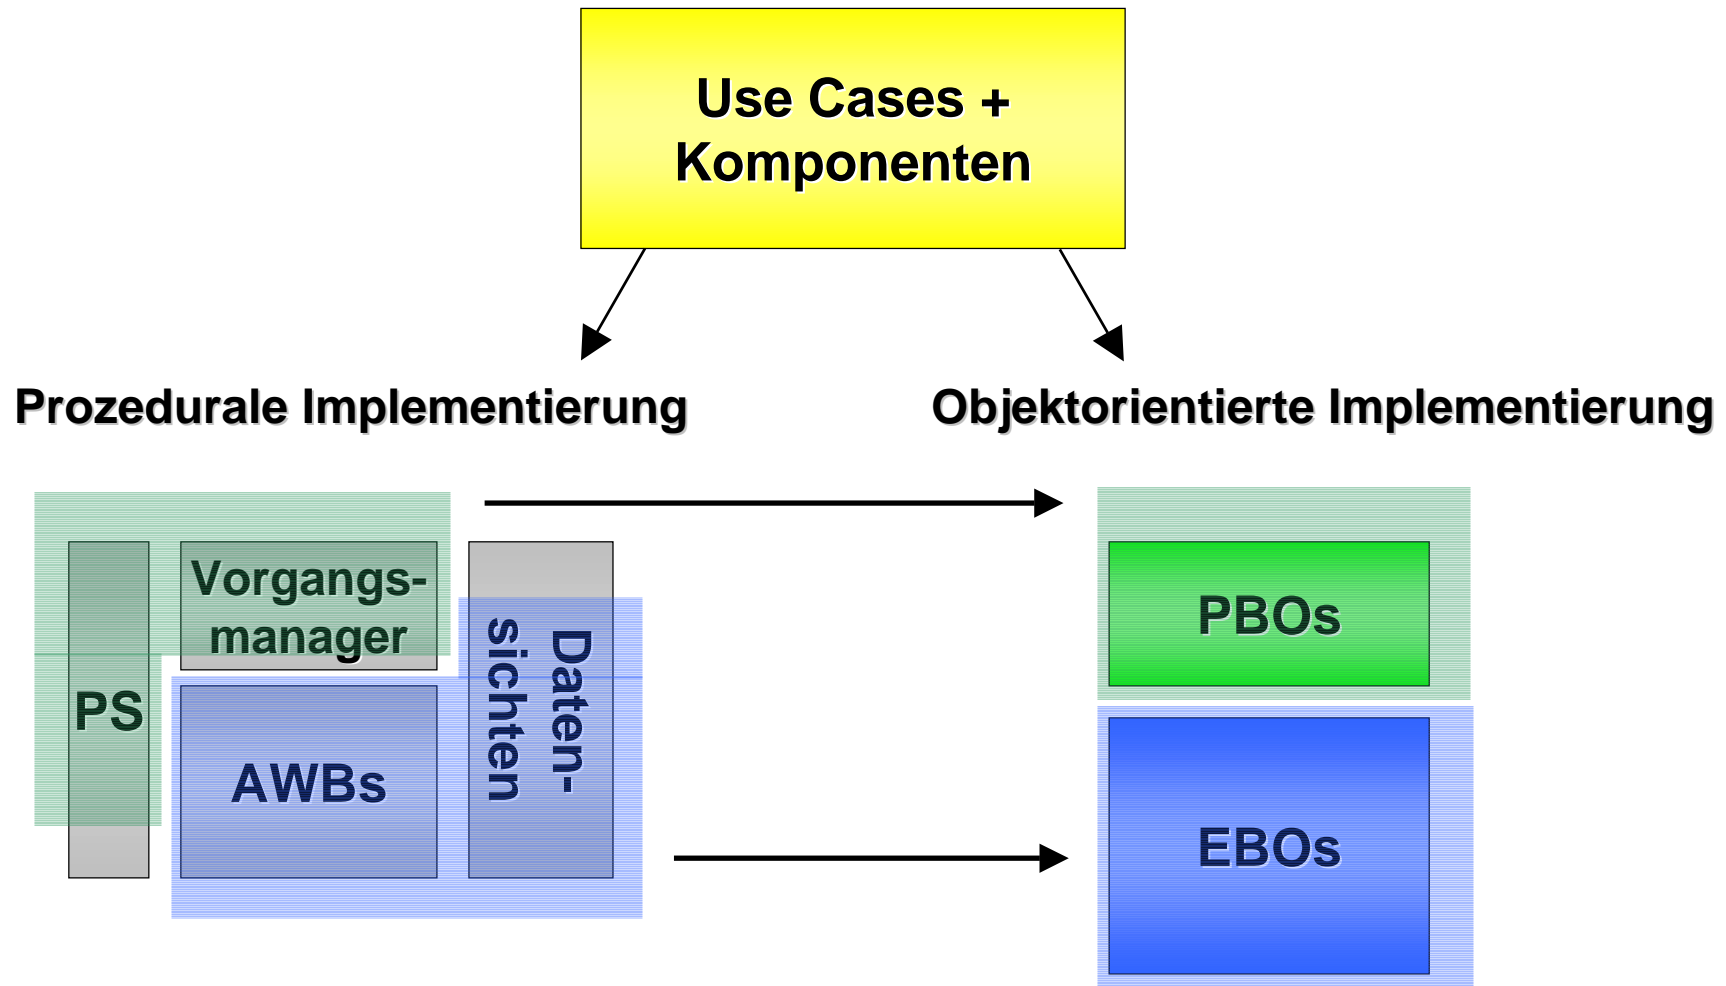 Use Cases +
Komponenten
Prozedurale Implementierung
Objektorientierte Implementierung
Vorgangs-
manager
PS
AWBs
Daten-
sichten
PBOs
EBOs